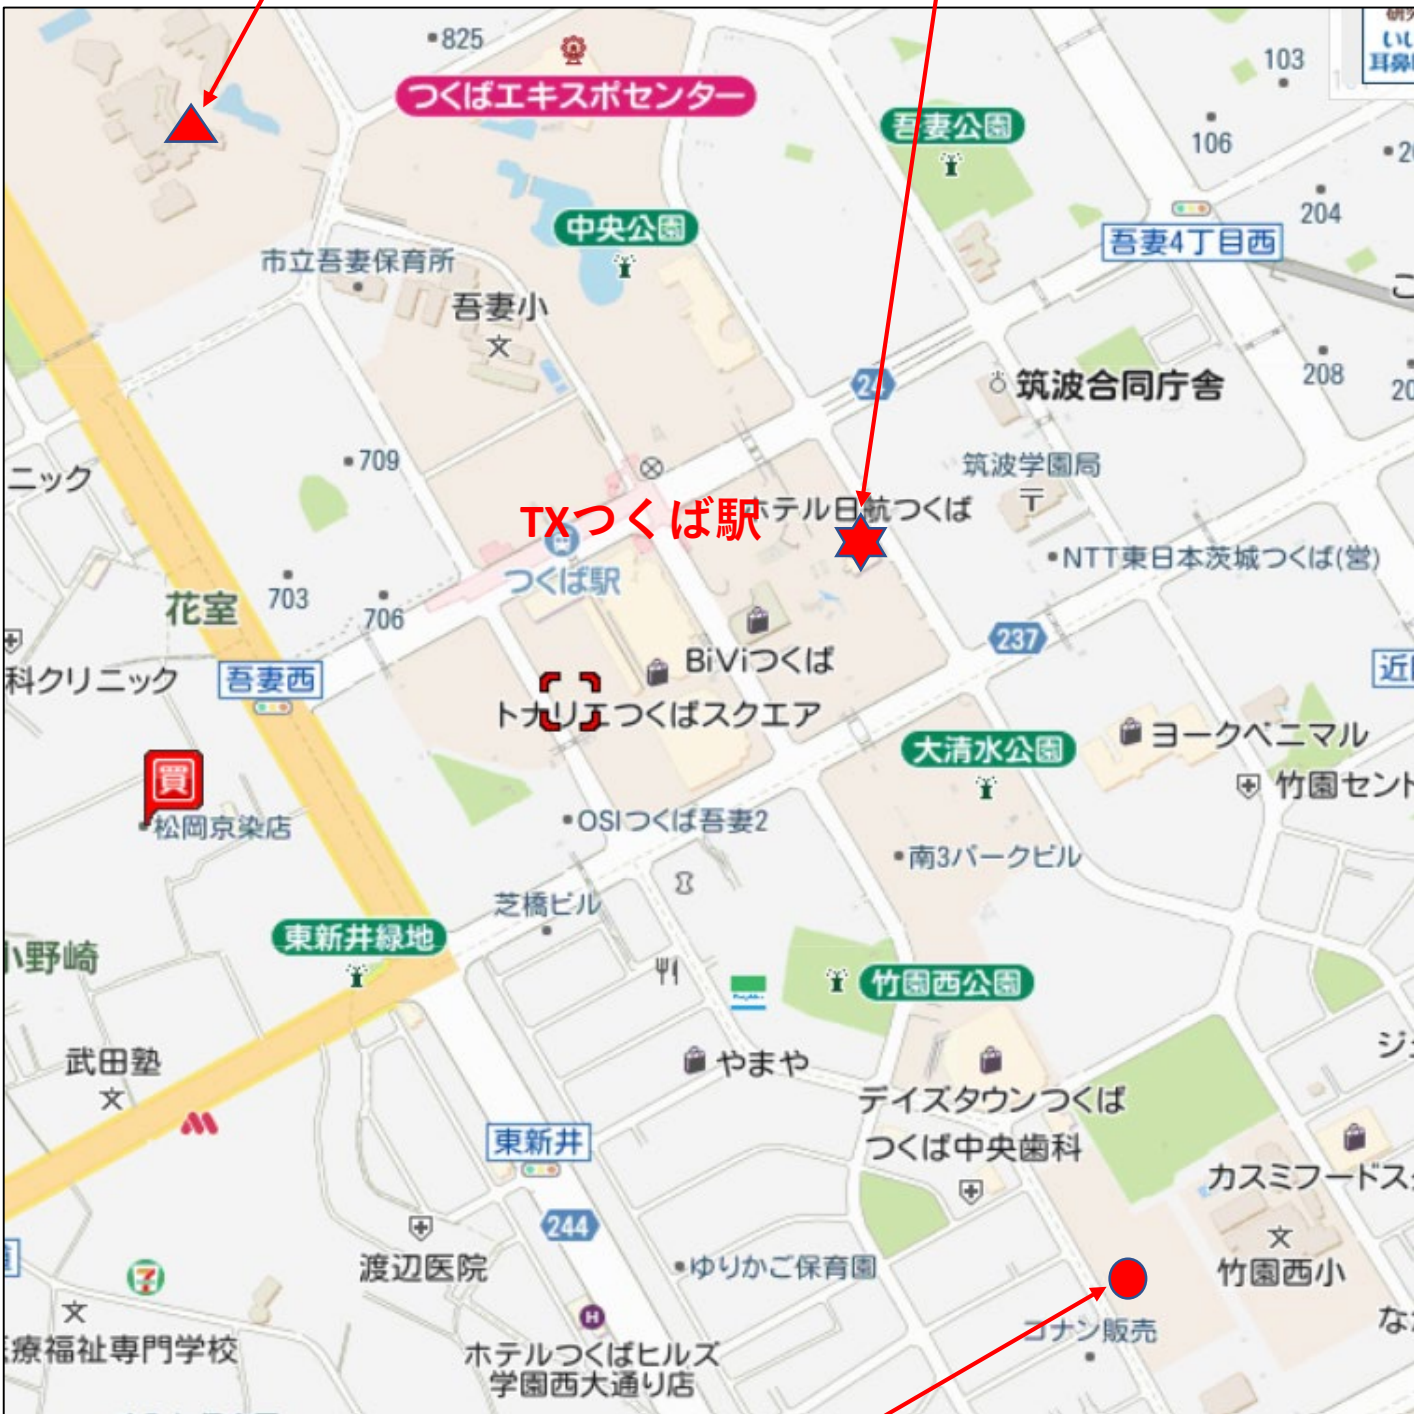 825
つくばエキスポセンター
103
106
吾妻公園
204
中央公園
吾妻4丁目西
市立吾妻保育所
吾妻小
208
24
筑波合同庁舎
709
ニック
筑波学園局
TXつくば駅
ホテル日航つくば
NTT東日本茨城つくば(営)
つくば駅
703
706
花室
237
BiViつくば
科クリニック
吾妻西
トナリエつくばスクエア
ヨークベニマル
大清水公園
買
竹園セント
松岡京染店
OSIつくば吾妻2
南3パークビル
芝橋ビル
東新井緑地
小野崎
竹園西公園
武田塾
やまや
デイズタウンつくば
東新井
つくば中央歯科
カスミフードス
244
渡辺医院
ゆりかご保育園
竹園西小
7
H
コナン販売
療福祉専門学校
ホテルつくばヒルズ
学園西大通り店